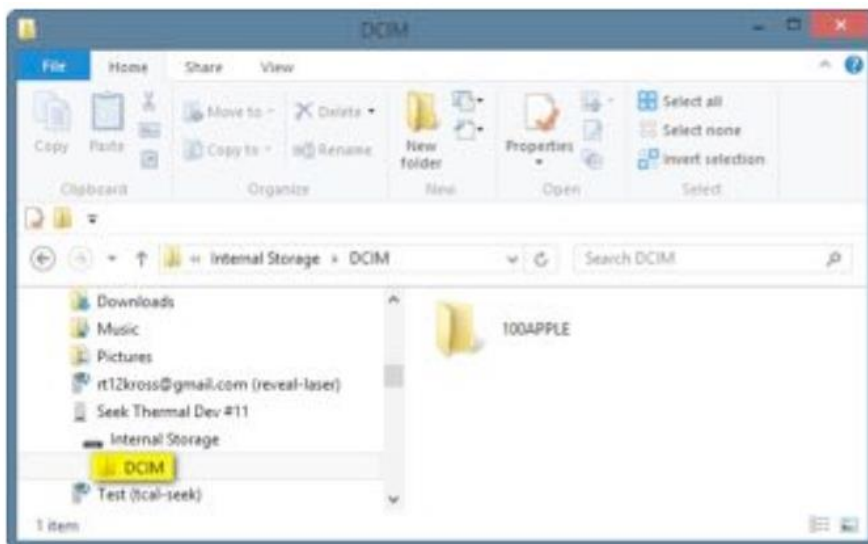 DCIM
File Home Share View
Copy Paste Move to Copy to Delete Rename New folder Properties Select all Select none Invert selection
Clipboard Organize New Open Select
Internal Storage DCIM Search DCIM
Downloads
Music
Pictures
rt12kross@gmail.com (reveal-laser)
Seek Thermal Dev #11
Internal Storage
DCIM
Test (tcal-seek)
100APPLE
1 item